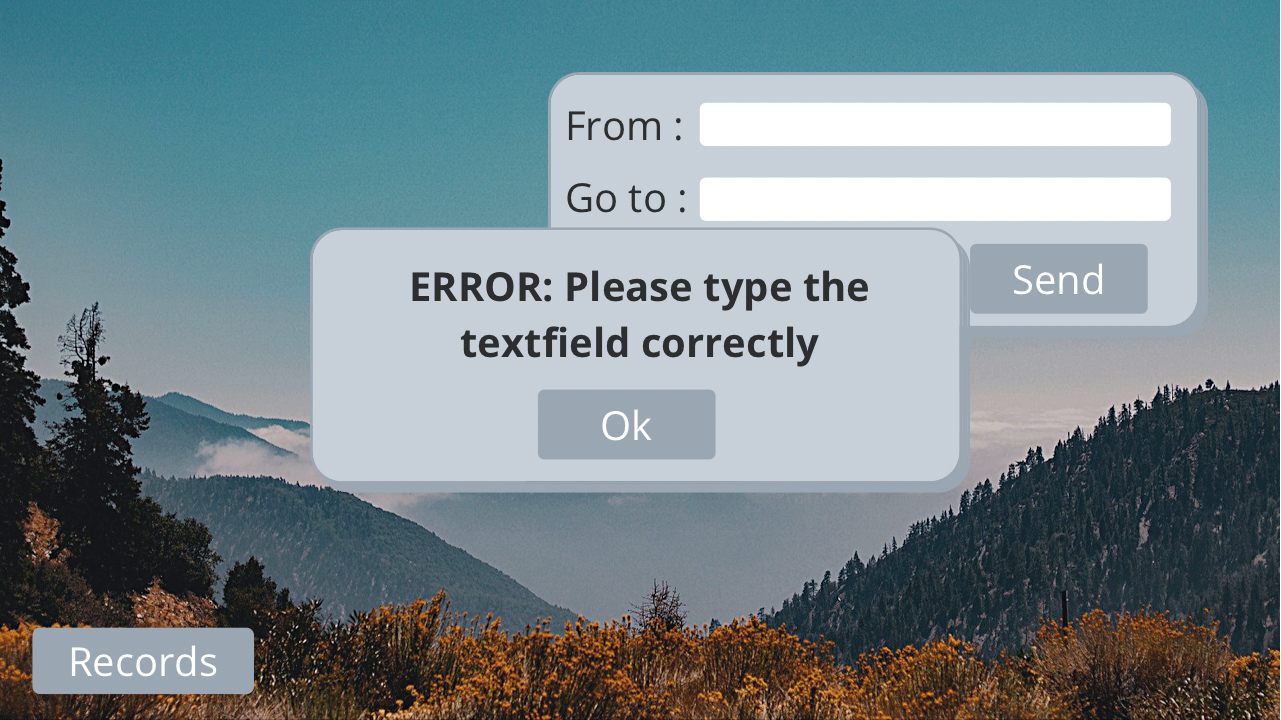 From :
Go to :
Send
ERROR: Please type the
textfield correctly
Ok
Records